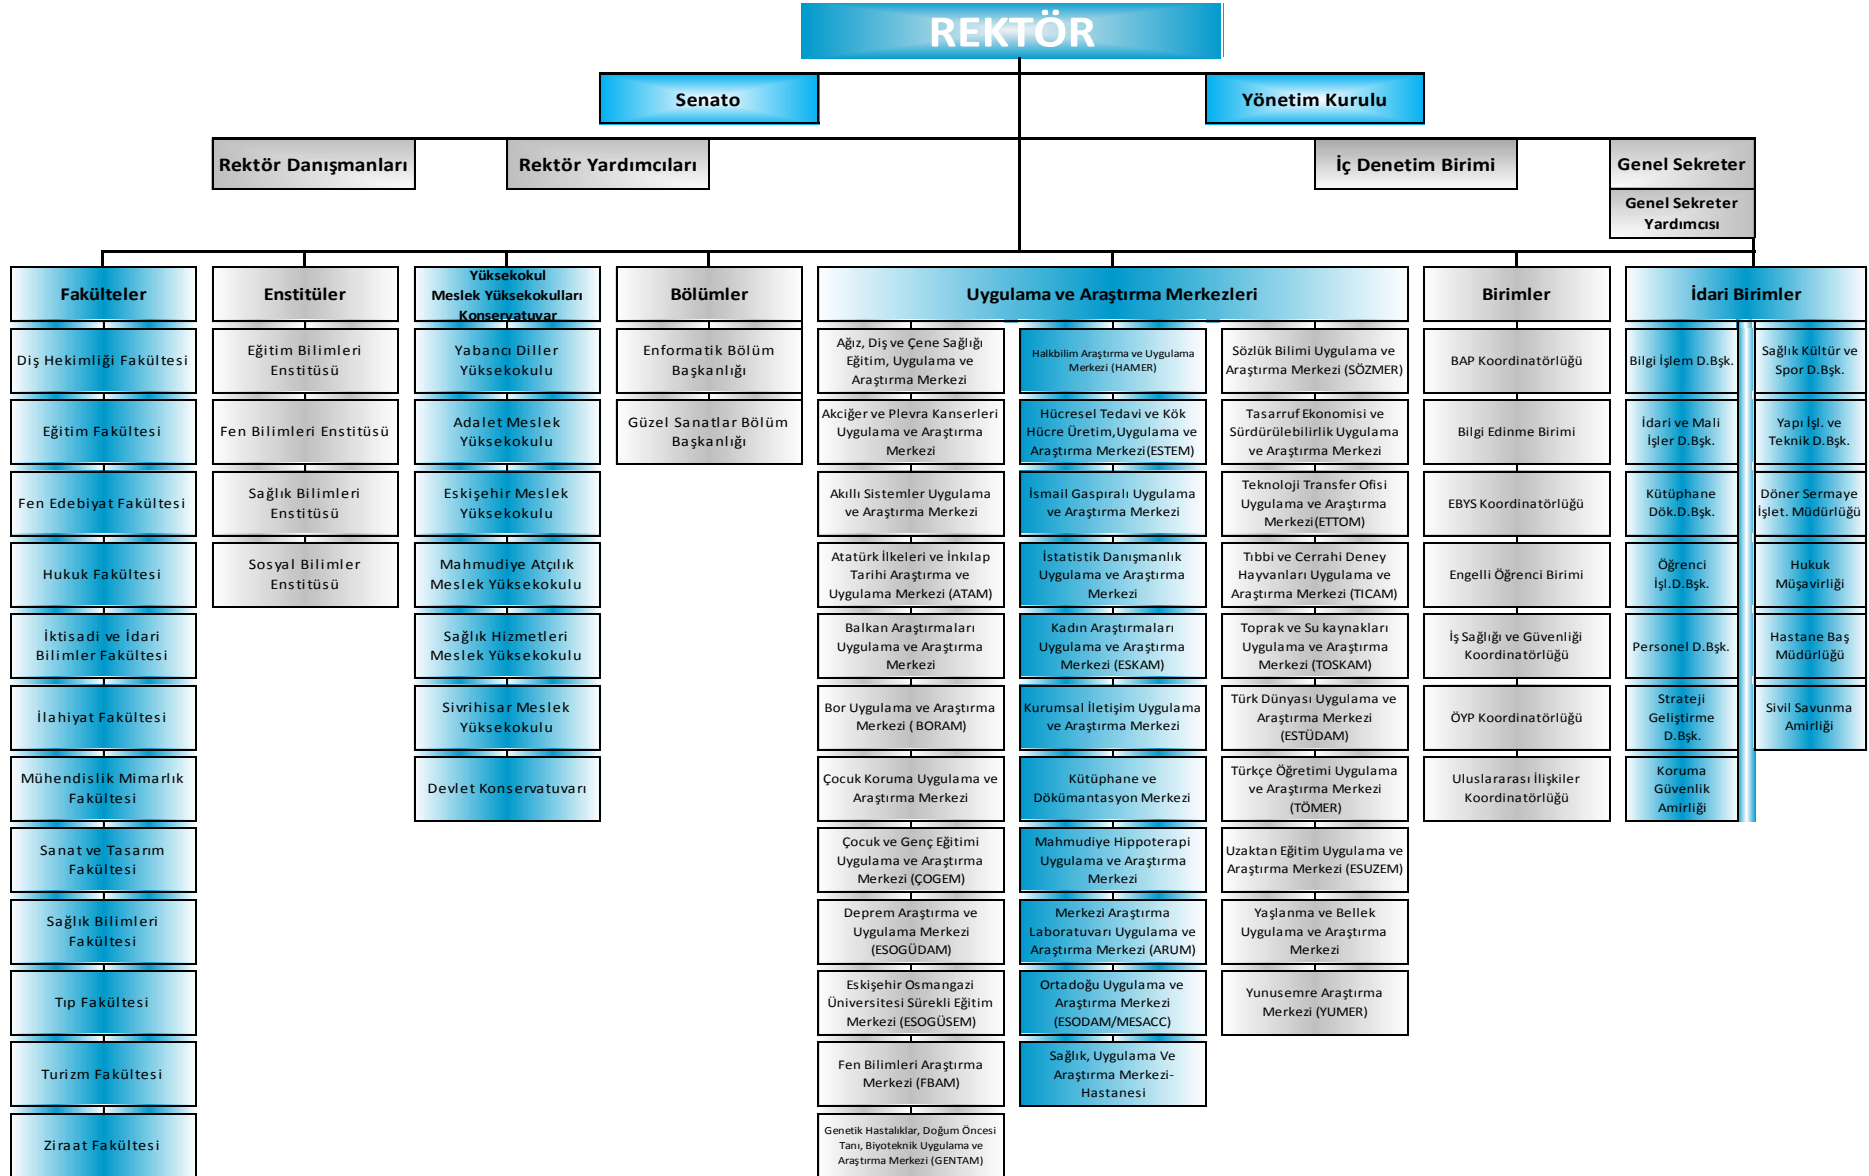 REKTÖR
Senato
Yönetim Kurulu
Rektör Danışmanları
Rektör Yardımcıları
İç Denetim Birimi
Genel Sekreter
Genel Sekreter
Yardımcısı
Fakülteler
Diş Hekimliği Fakültesi
Eğitim Fakültesi
Fen Edebiyat Fakültesi
Hukuk Fakültesi
İktisadi ve İdari
Bilimler Fakültesi
İlahiyat Fakültesi
Mühendislik Mimarlık
Fakültesi
Sanat ve Tasarım
Fakültesi
Sağlık Bilimleri
Fakültesi
Tıp Fakültesi
Turizm Fakültesi
Ziraat Fakültesi
Enstitüler
Eğitim Bilimleri
Enstitüsü
Fen Bilimleri Enstitüsü
Sağlık Bilimleri
Enstitüsü
Sosyal Bilimler
Enstitüsü
Yüksekokul
Meslek Yüksekokulları
Konservatuvar
Yabancı Diller
Yüksekokulu
Adalet Meslek
Yüksekokulu
Eskişehir Meslek
Yüksekokulu
Mahmudiye Atçılık
Meslek Yüksekokulu
Sağlık Hizmetleri
Meslek Yüksekokulu
Sivrihisar Meslek
Yüksekokulu
Devlet Konservatuvarı
Bölümler
Enformatik Bölüm
Başkanlığı
Güzel Sanatlar Bölüm
Başkanlığı
Uygulama ve Araştırma Merkezleri
Ağız, Diş ve Çene Sağlığı
Eğitim, Uygulama ve
Araştırma Merkezi
Akciğer ve Plevra Kanserleri
Uygulama ve Araştırma
Merkezi
Akıllı Sistemler Uygulama
ve Araştırma Merkezi
Atatürk İlkeleri ve İnkılap
Tarihi Araştırma ve
Uygulama Merkezi (ATAM)
Balkan Araştırmaları
Uygulama ve Araştırma
Merkezi
Bor Uygulama ve Araştırma
Merkezi ( BORAM)
Çocuk Koruma Uygulama ve
Araştırma Merkezi
Çocuk ve Genç Eğitimi
Uygulama ve Araştırma
Merkezi (ÇOGEM)
Deprem Araştırma ve
Uygulama Merkezi
(ESOGÜDAM)
Eskişehir Osmangazi
Üniversitesi Sürekli Eğitim
Merkezi (ESOGÜSEM)
Fen Bilimleri Araştırma
Merkezi (FBAM)
Genetik Hastalıklar, Doğum Öncesi
Tanı, Biyoteknik Uygulama ve
Araştırma Merkezi (GENTAM)
Halkbilim Araştırma ve Uygulama
Merkezi (HAMER)
Hücresel Tedavi ve Kök
Hücre Üretim,Uygulama ve
Araştırma Merkezi(ESTEM)
İsmail Gaspıralı Uygulama
ve Araştırma Merkezi
İstatistik Danışmanlık
Uygulama ve Araştırma
Merkezi
Kadın Araştırmaları
Uygulama ve Araştırma
Merkezi (ESKAM)
Kurumsal İletişim Uygulama
ve Araştırma Merkezi
Kütüphane ve
Dökümantasyon Merkezi
Mahmudiye Hippoterapi
Uygulama ve Araştırma
Merkezi
Merkezi Araştırma
Laboratuvarı Uygulama ve
Araştırma Merkezi (ARUM)
Ortadoğu Uygulama ve
Araştırma Merkezi
(ESODAM/MESACC)
Sağlık, Uygulama Ve
Araştırma Merkezi-
Hastanesi
Sözlük Bilimi Uygulama ve
Araştırma Merkezi (SÖZMER)
Tasarruf Ekonomisi ve
Sürdürülebilirlik Uygulama
ve Araştırma Merkezi
Teknoloji Transfer Ofisi
Uygulama ve Araştırma
Merkezi(ETTOM)
Tıbbi ve Cerrahi Deney
Hayvanları Uygulama ve
Araştırma Merkezi (TICAM)
Toprak ve Su kaynakları
Uygulama ve Araştırma
Merkezi (TOSKAM)
Türk Dünyası Uygulama ve
Araştırma Merkezi
(ESTÜDAM)
Türkçe Öğretimi Uygulama
ve Araştırma Merkezi
(TÖMER)
Uzaktan Eğitim Uygulama ve
Araştırma Merkezi (ESUZEM)
Yaşlanma ve Bellek
Uygulama ve Araştırma
Merkezi
Yunusemre Araştırma
Merkezi (YUMER)
Birimler
BAP Koordinatörlüğü
Bilgi Edinme Birimi
EBYS Koordinatörlüğü
Engelli Öğrenci Birimi
İş Sağlığı ve Güvenliği
Koordinatörlüğü
ÖYP Koordinatörlüğü
Uluslararası İlişkiler
Koordinatörlüğü
İdari Birimler
Bilgi İşlem D.Bşk.
İdari ve Mali
İşler D.Bşk.
Kütüphane
Dök.D.Bşk.
Öğrenci
İşl.D.Bşk.
Personel D.Bşk.
Strateji
Geliştirme
D.Bşk.
Koruma
Güvenlik
Amirliği
Sağlık Kültür ve
Spor D.Bşk.
Yapı İşl. ve
Teknik D.Bşk.
Döner Sermaye
İşlet. Müdürlüğü
Hukuk
Müşavirliği
Hastane Baş
Müdürlüğü
Sivil Savunma
Amirliği